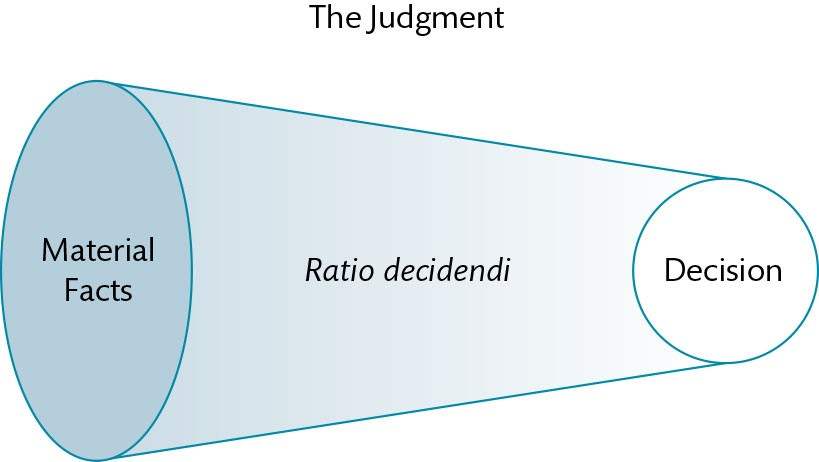 The Judgment
Material
Facts
Ratio decidendi
Decision